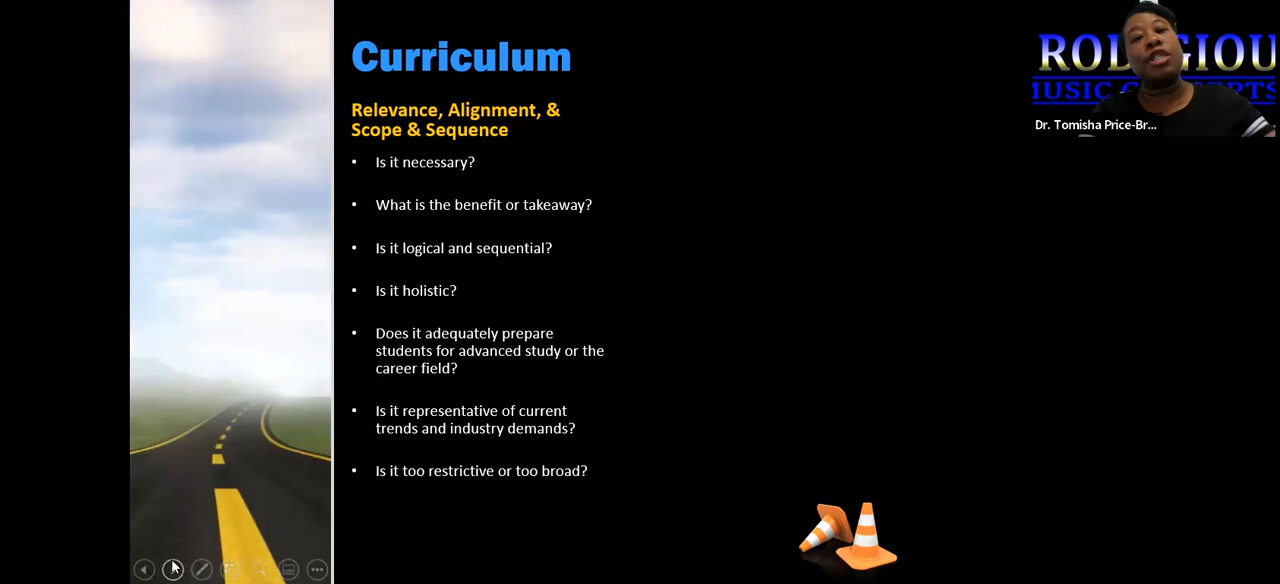 Curriculum
Relevance, Alignment, &
Scope & Sequence
• Is it necessary?
• What is the benefit or takeaway?
• Is it logical and sequential?
• Is it holistic?
• Does it adequately prepare
students for advanced study or the
career field?
• Is it representative of current
trends and industry demands?
• Is it too restrictive or too broad?
Dr. Tomisha Price-Br...